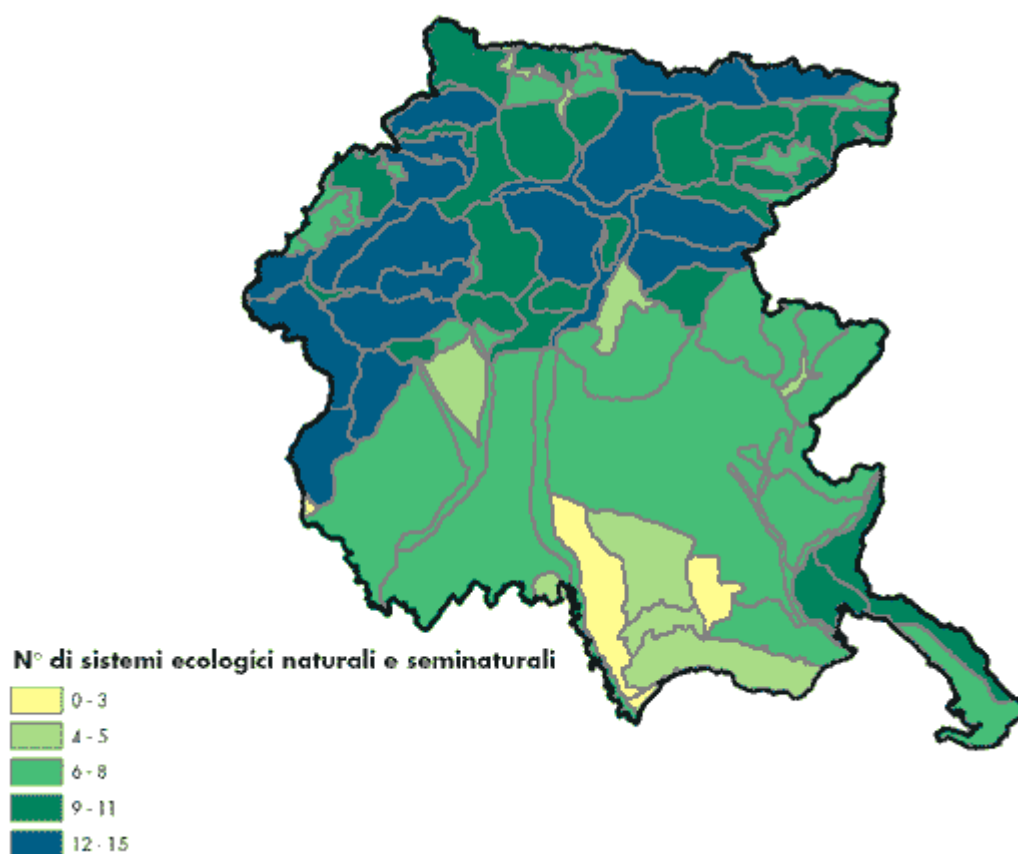 N° di sistemi ecologici naturali e seminaturali
0 - 3
4 - 5
6 - 8
9 - 11
12 - 15